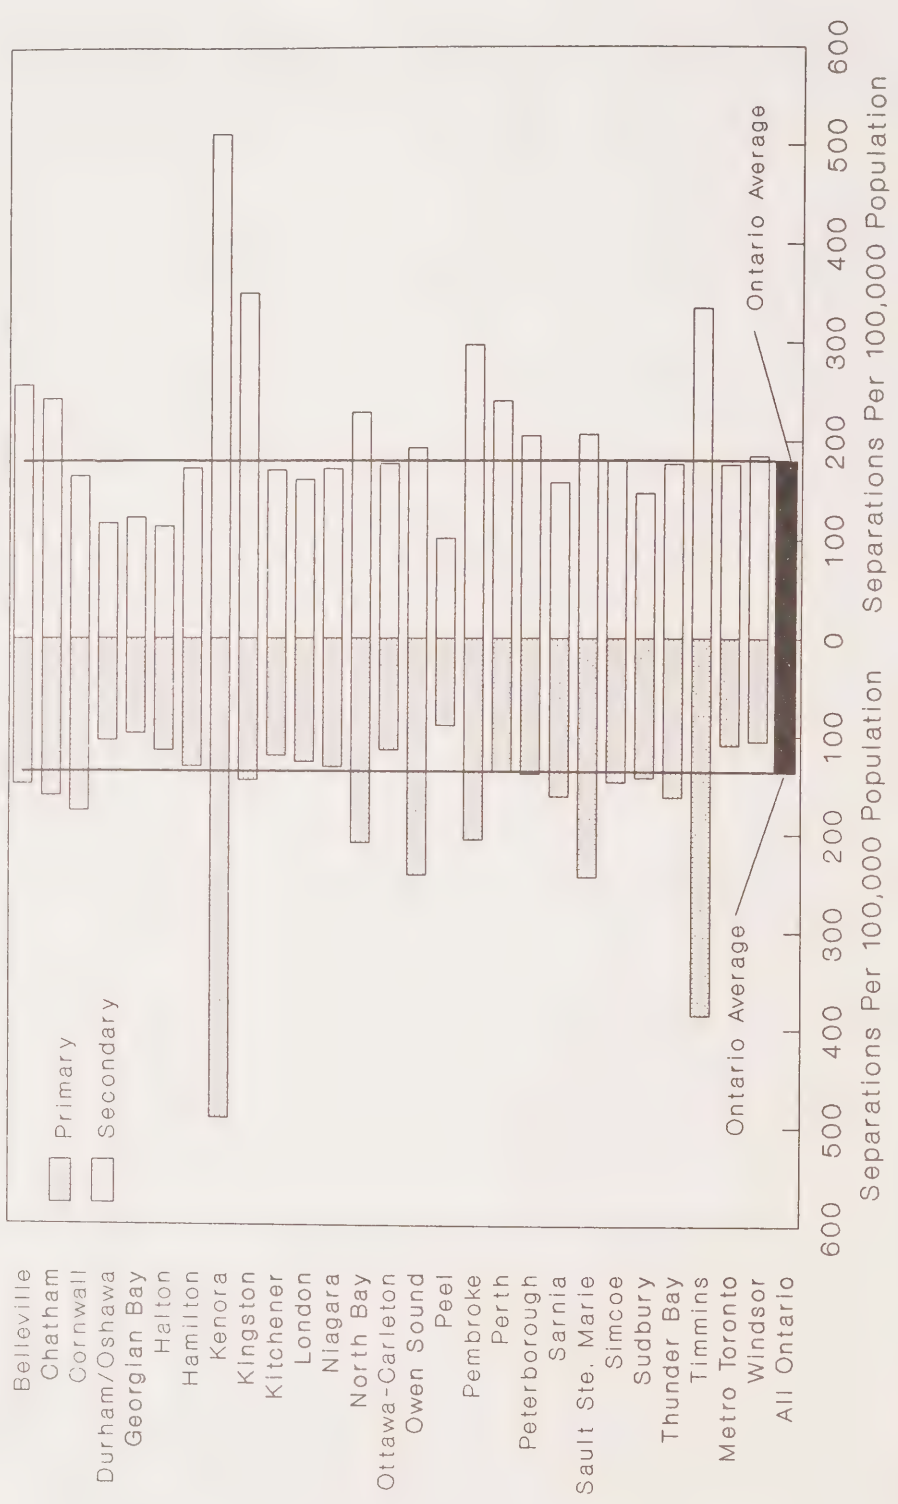 Belleville
Chatham
Cornwall
Durham/Oshawa
Georgian Bay
Halton
Hamilton
Kenora
Kingston
Kitchener
London
Niagara
North Bay
Ottawa-Carleton
Owen Sound
Peel
Pembroke
Perth
Peterborough
Sarnia
Sault Ste. Marie
Simcoe
Sudbury
Thunder Bay
Timmins
Metro Toronto
Windsor
All Ontario
Primary
Secondary
Ontario Average
Ontario Average
600 500 400 300 200 100 0 100 200 300 400 500 600
Separations Per 100,000 Population Separations Per 100,000 Population